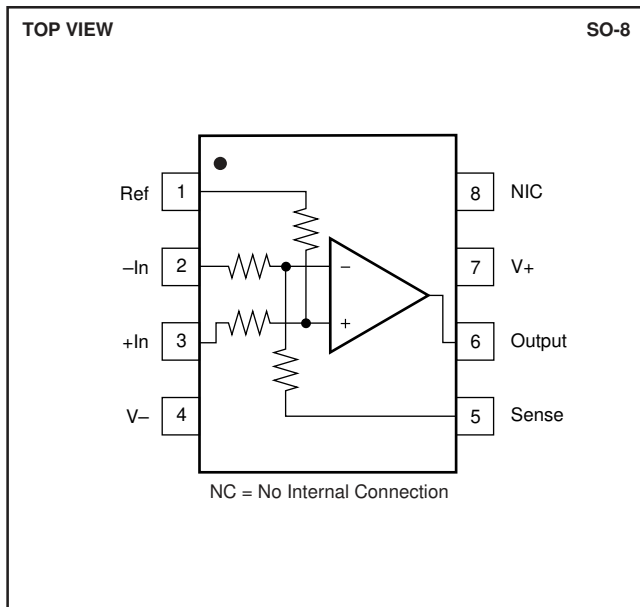 TOP VIEW SO-8
Ref 1 8 NIC
–In 2 – 7 V+
+In 3 + 6 Output
V– 4 5 Sense
NC = No Internal Connection